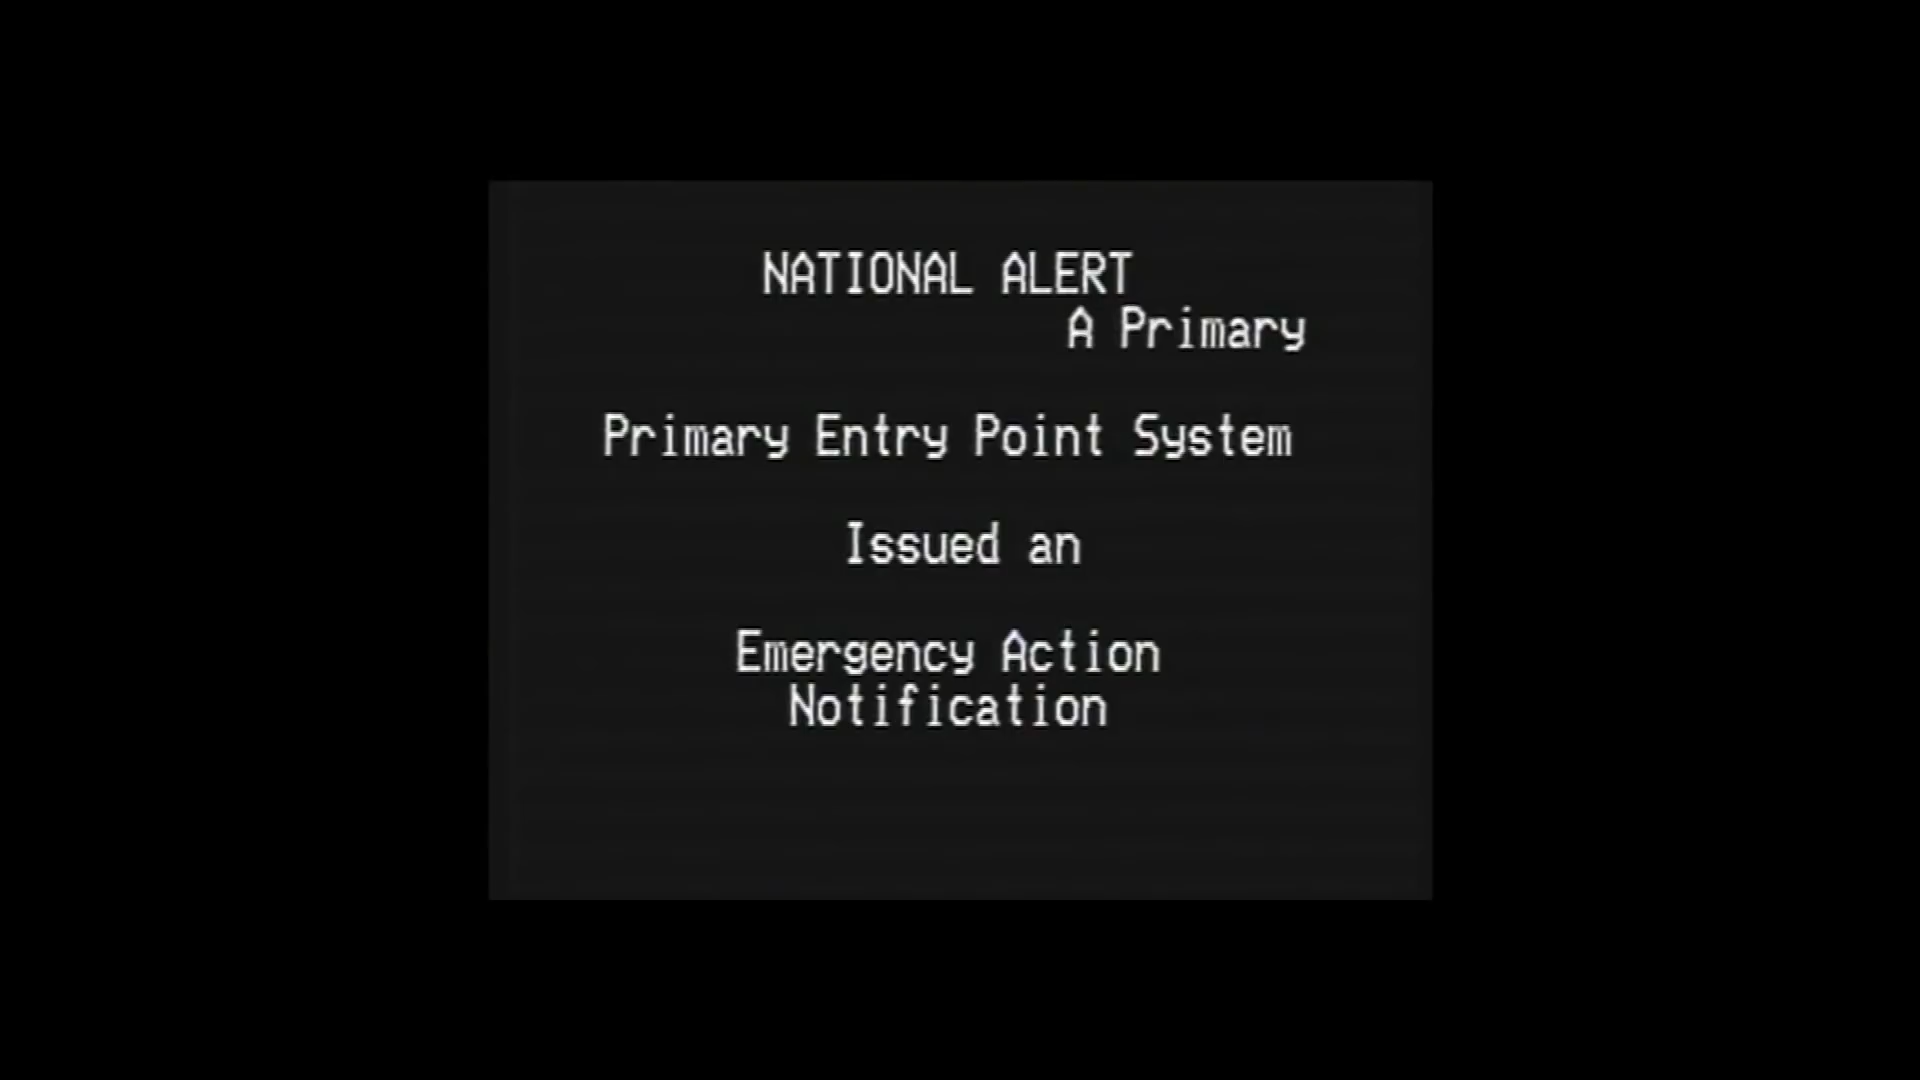 NATIONAL ALERT
A Primary
Primary Entry Point System
Issued an
Emergency Action
Notification